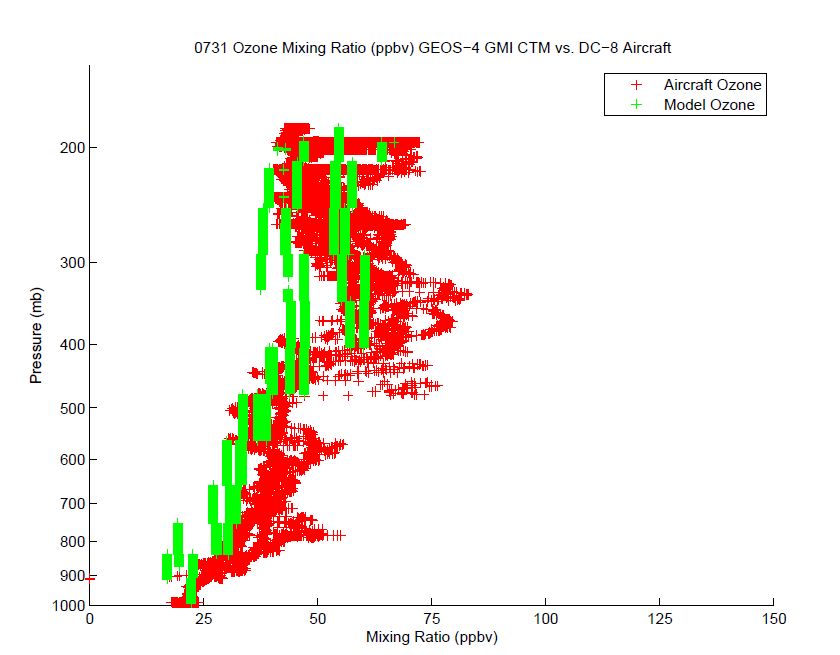 0731 Ozone Mixing Ratio (ppbv) GEOS−4 GMI CTM vs. DC−8 Aircraft
Aircraft Ozone
Model Ozone
200
300
400
500
600
700
800
900
1000
Pressure (mb)
0 25 50 75 100 125 150
Mixing Ratio (ppbv)